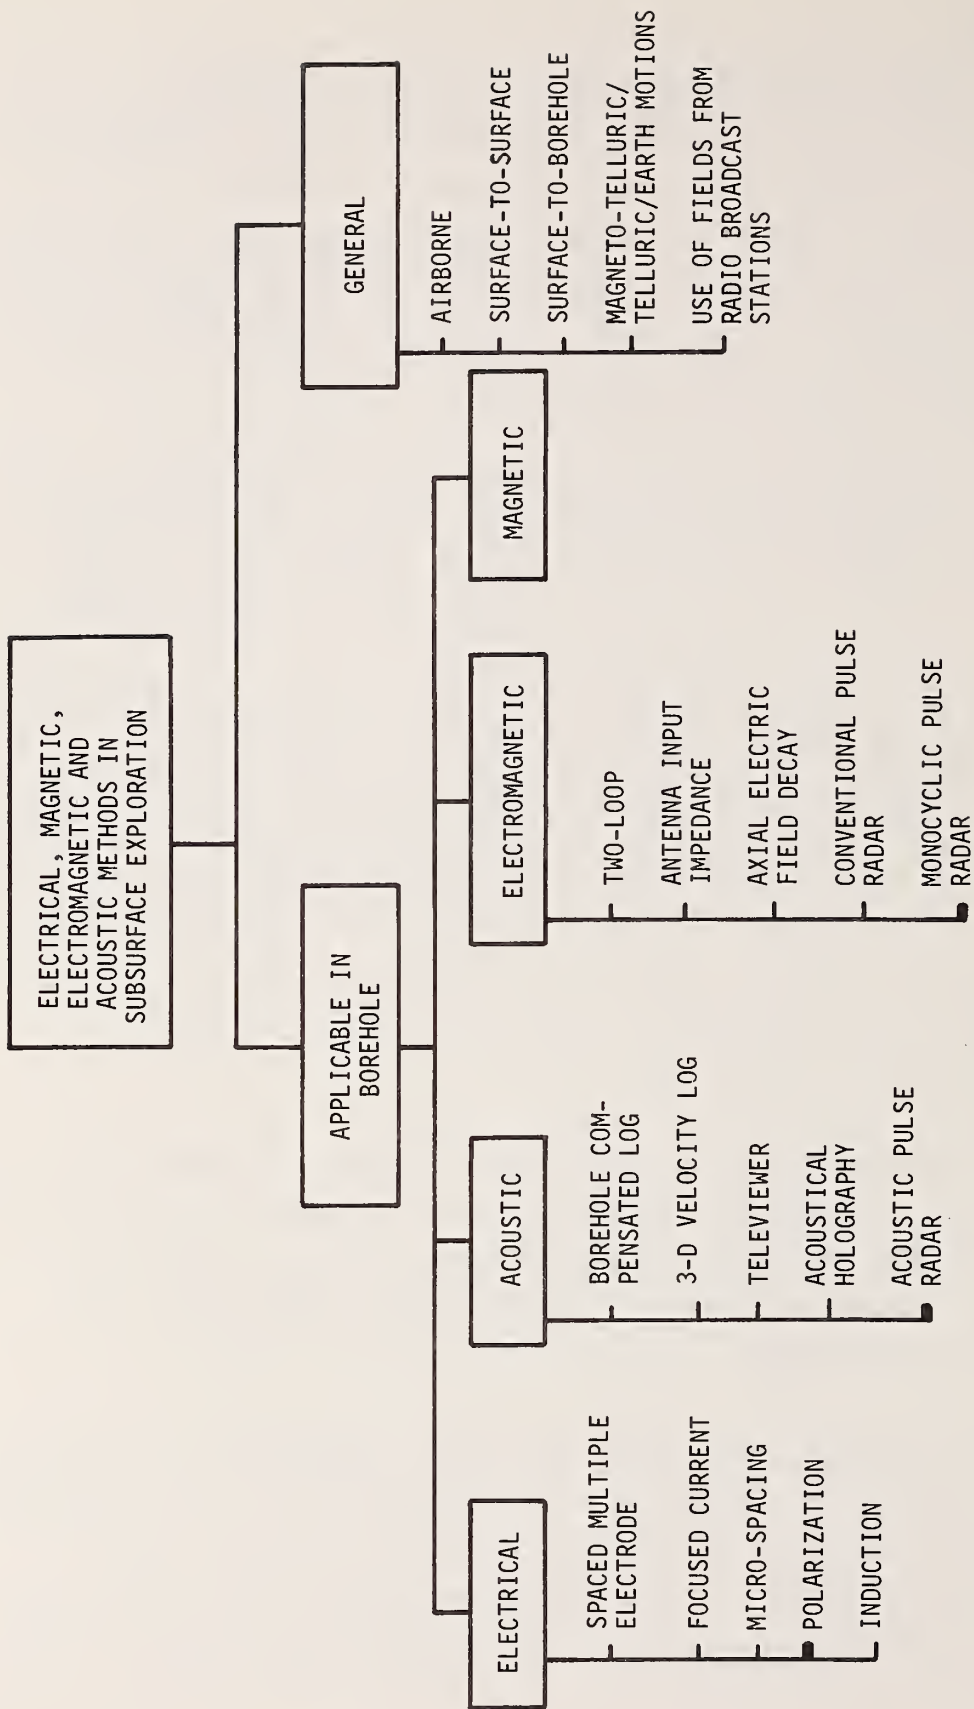 ELECTRICAL, MAGNETIC,
ELECTROMAGNETIC AND
ACOUSTIC METHODS IN
SUBSURFACE EXPLORATION
APPLICABLE IN
BOREHOLE
GENERAL
AIRBORNE
SURFACE-TO-SURFACE
SURFACE-TO-BOREHOLE
MAGNETO-TELLURIC/
TELLURIC/EARTH MOTIONS
USE OF FIELDS FROM
RADIO BROADCAST
STATIONS
ELECTRICAL
SPACED MULTIPLE
ELECTRODE
FOCUSED CURRENT
MICRO-SPACING
POLARIZATION
INDUCTION
ACOUSTIC
BOREHOLE COM-
PENSATED LOG
3-D VELOCITY LOG
TELEVIEWER
ACOUSTICAL
HOLOGRAPHY
ACOUSTIC PULSE
RADAR
ELECTROMAGNETIC
TWO-LOOP
ANTENNA INPUT
IMPEDANCE
AXIAL ELECTRIC
FIELD DECAY
CONVENTIONAL PULSE
RADAR
MONOCYCLIC PULSE
RADAR
MAGNETIC